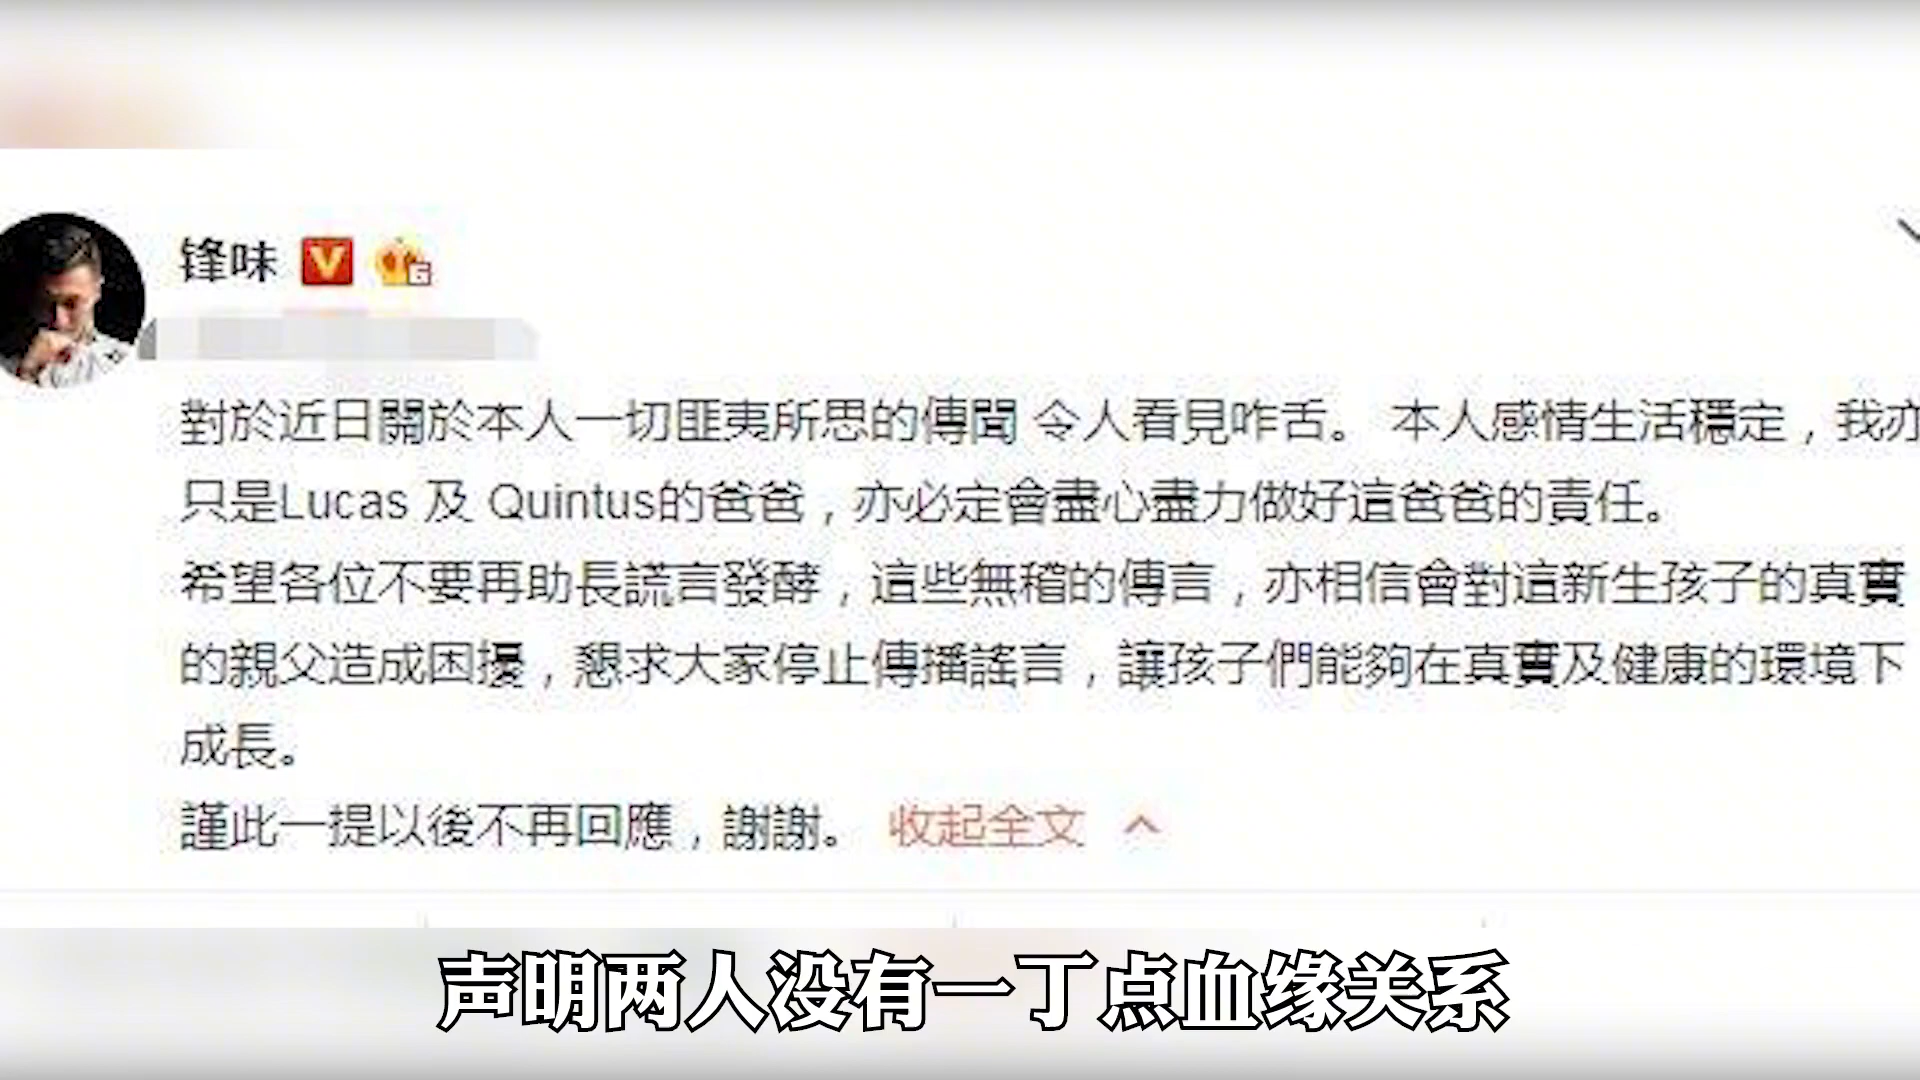 锋味
對於近日關於本人一切匪夷所思的傳聞 令人看見咋舌。 本人感情生活穩定，我亦
只是Lucas 及 Quintus的爸爸，亦必定會盡心盡力做好這爸爸的責任。
希望各位不要再助長謊言發酵，這些無稽的傳言，亦相信會對這新生孩子的真實
的親父造成困擾，懇求大家停止傳播謠言，讓孩子們能夠在真實及健康的環境下
成長。
謹此一提以後不再回應，謝謝。 收起全文
声明两人没有一丁点血缘关系